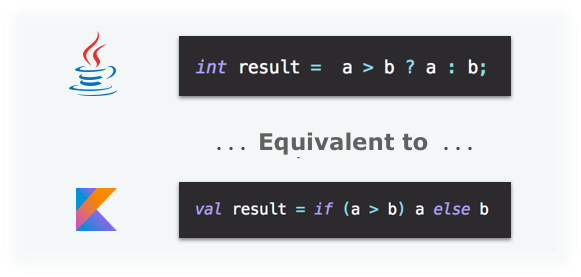 int result =  a > b ? a : b;
... Equivalent to ...
val result = if (a > b) a else b